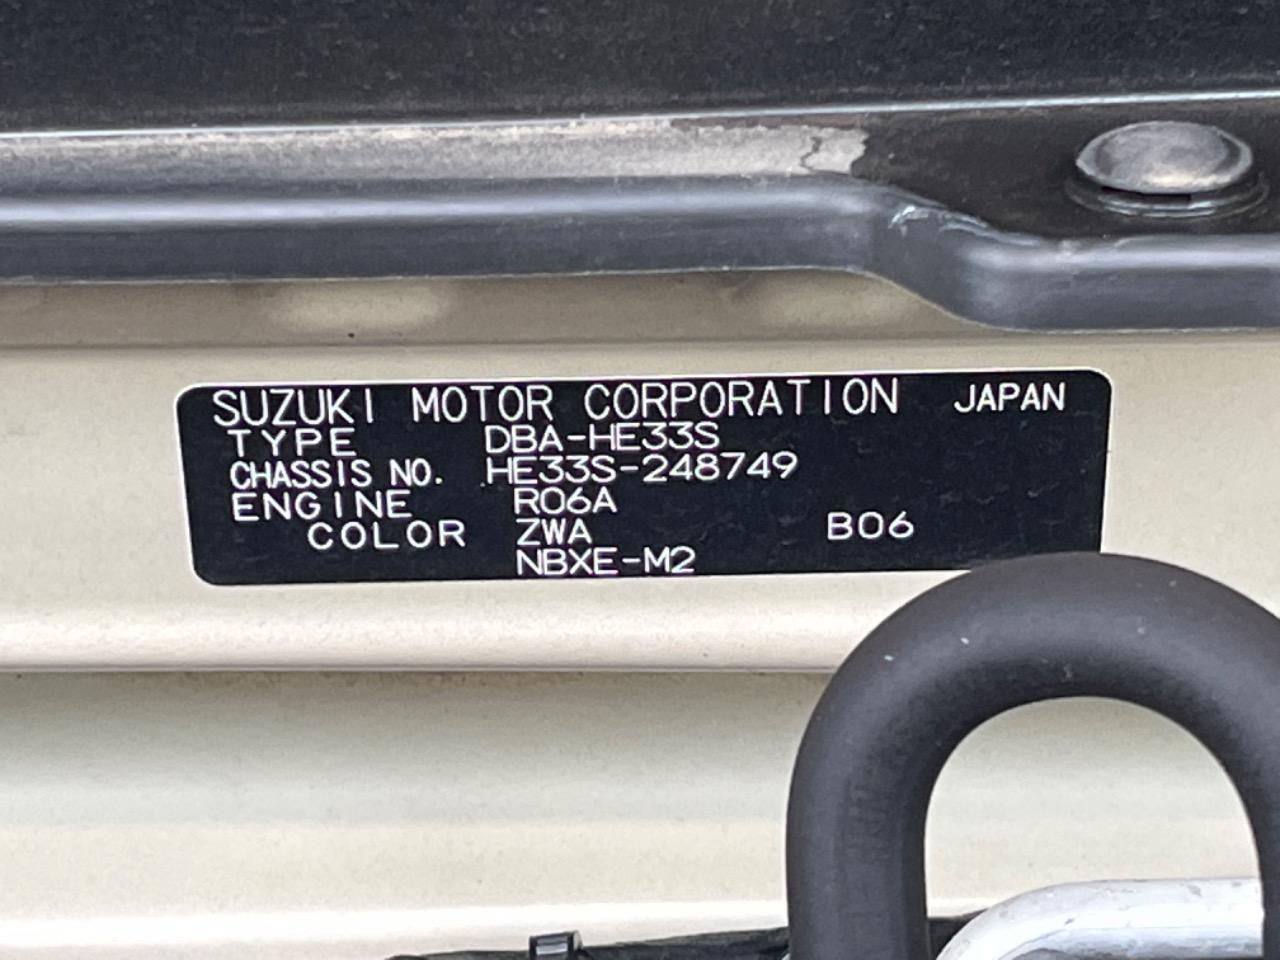 SUZUKI MOTOR CORPORATION JAPAN
TYPE DBA-HE33S
CHASSIS NO. HE33S-248749
ENGINE R06A
COLOR ZWA B06
NBXE-M2